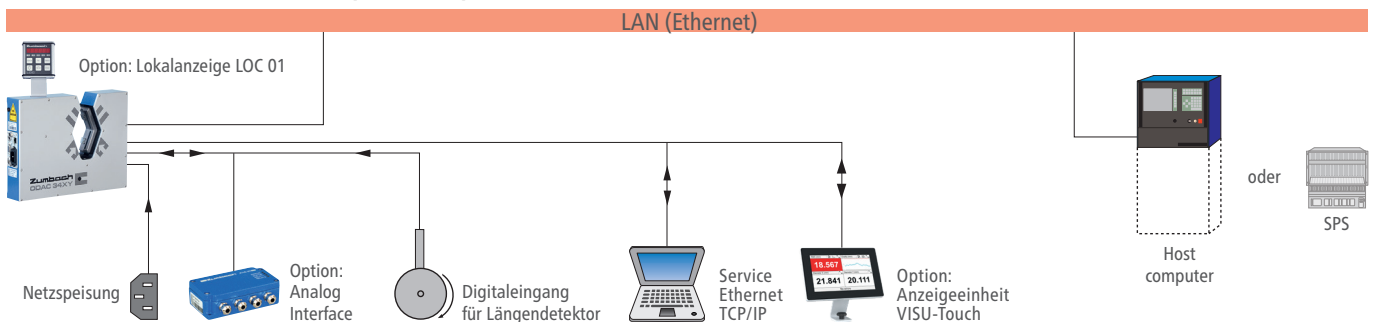 LAN (Ethernet)
Option: Lokalanzeige LOC 01
Zumbach
ODAC 34XY
Netzspeisung
Option:
Analog
Interface
Digitaleingang
für Längendetektor
Service
Ethernet
TCP/IP
18.567
21.841 20.111
Option:
Anzeigeeinheit
VISU-Touch
Host
computer
oder
SPS